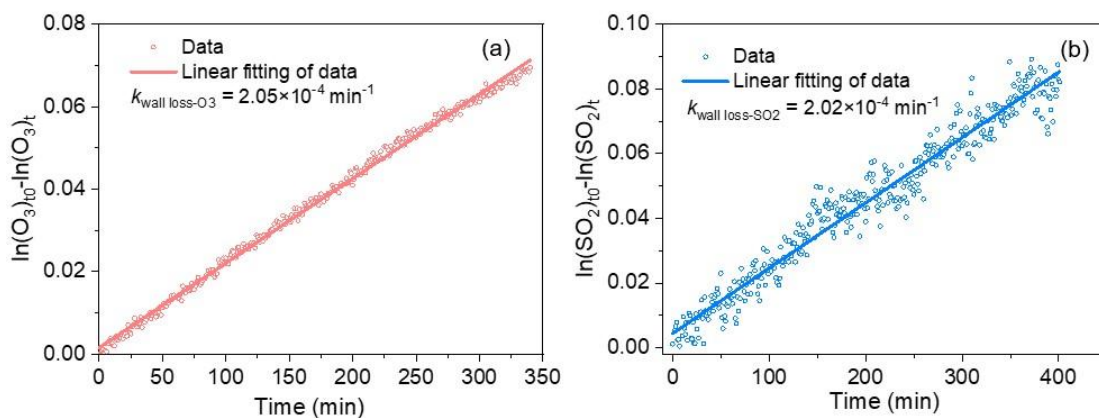 (a)
Data
Linear fitting of data
k wall loss-O3 = 2.05×10-4 min-1
ln(O3)t0-ln(O3)t
0.08
0.06
0.04
0.02
0.00
0 50 100 150 200 250 300 350
Time (min)
(b)
Data
Linear fitting of data
k wall loss-SO2 = 2.02×10-4 min-1
ln(SO2)t0-ln(SO2)t
0.10
0.08
0.06
0.04
0.02
0.00
0 100 200 300 400
Time (min)